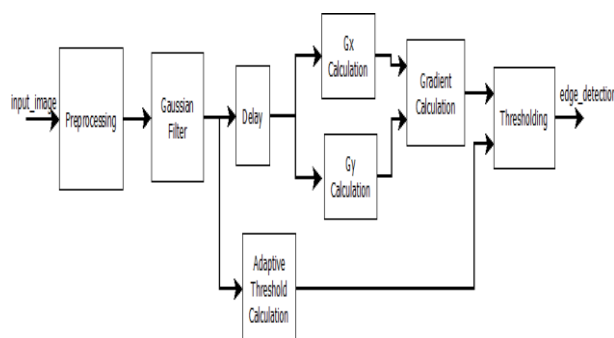 input_image
Preprocessing
Gaussian
Filter
Delay
Gx
Calculation
Gy
Calculation
Gradient
Calculation
Thresholding
edge_detection
Adaptive
Threshold
Calculation